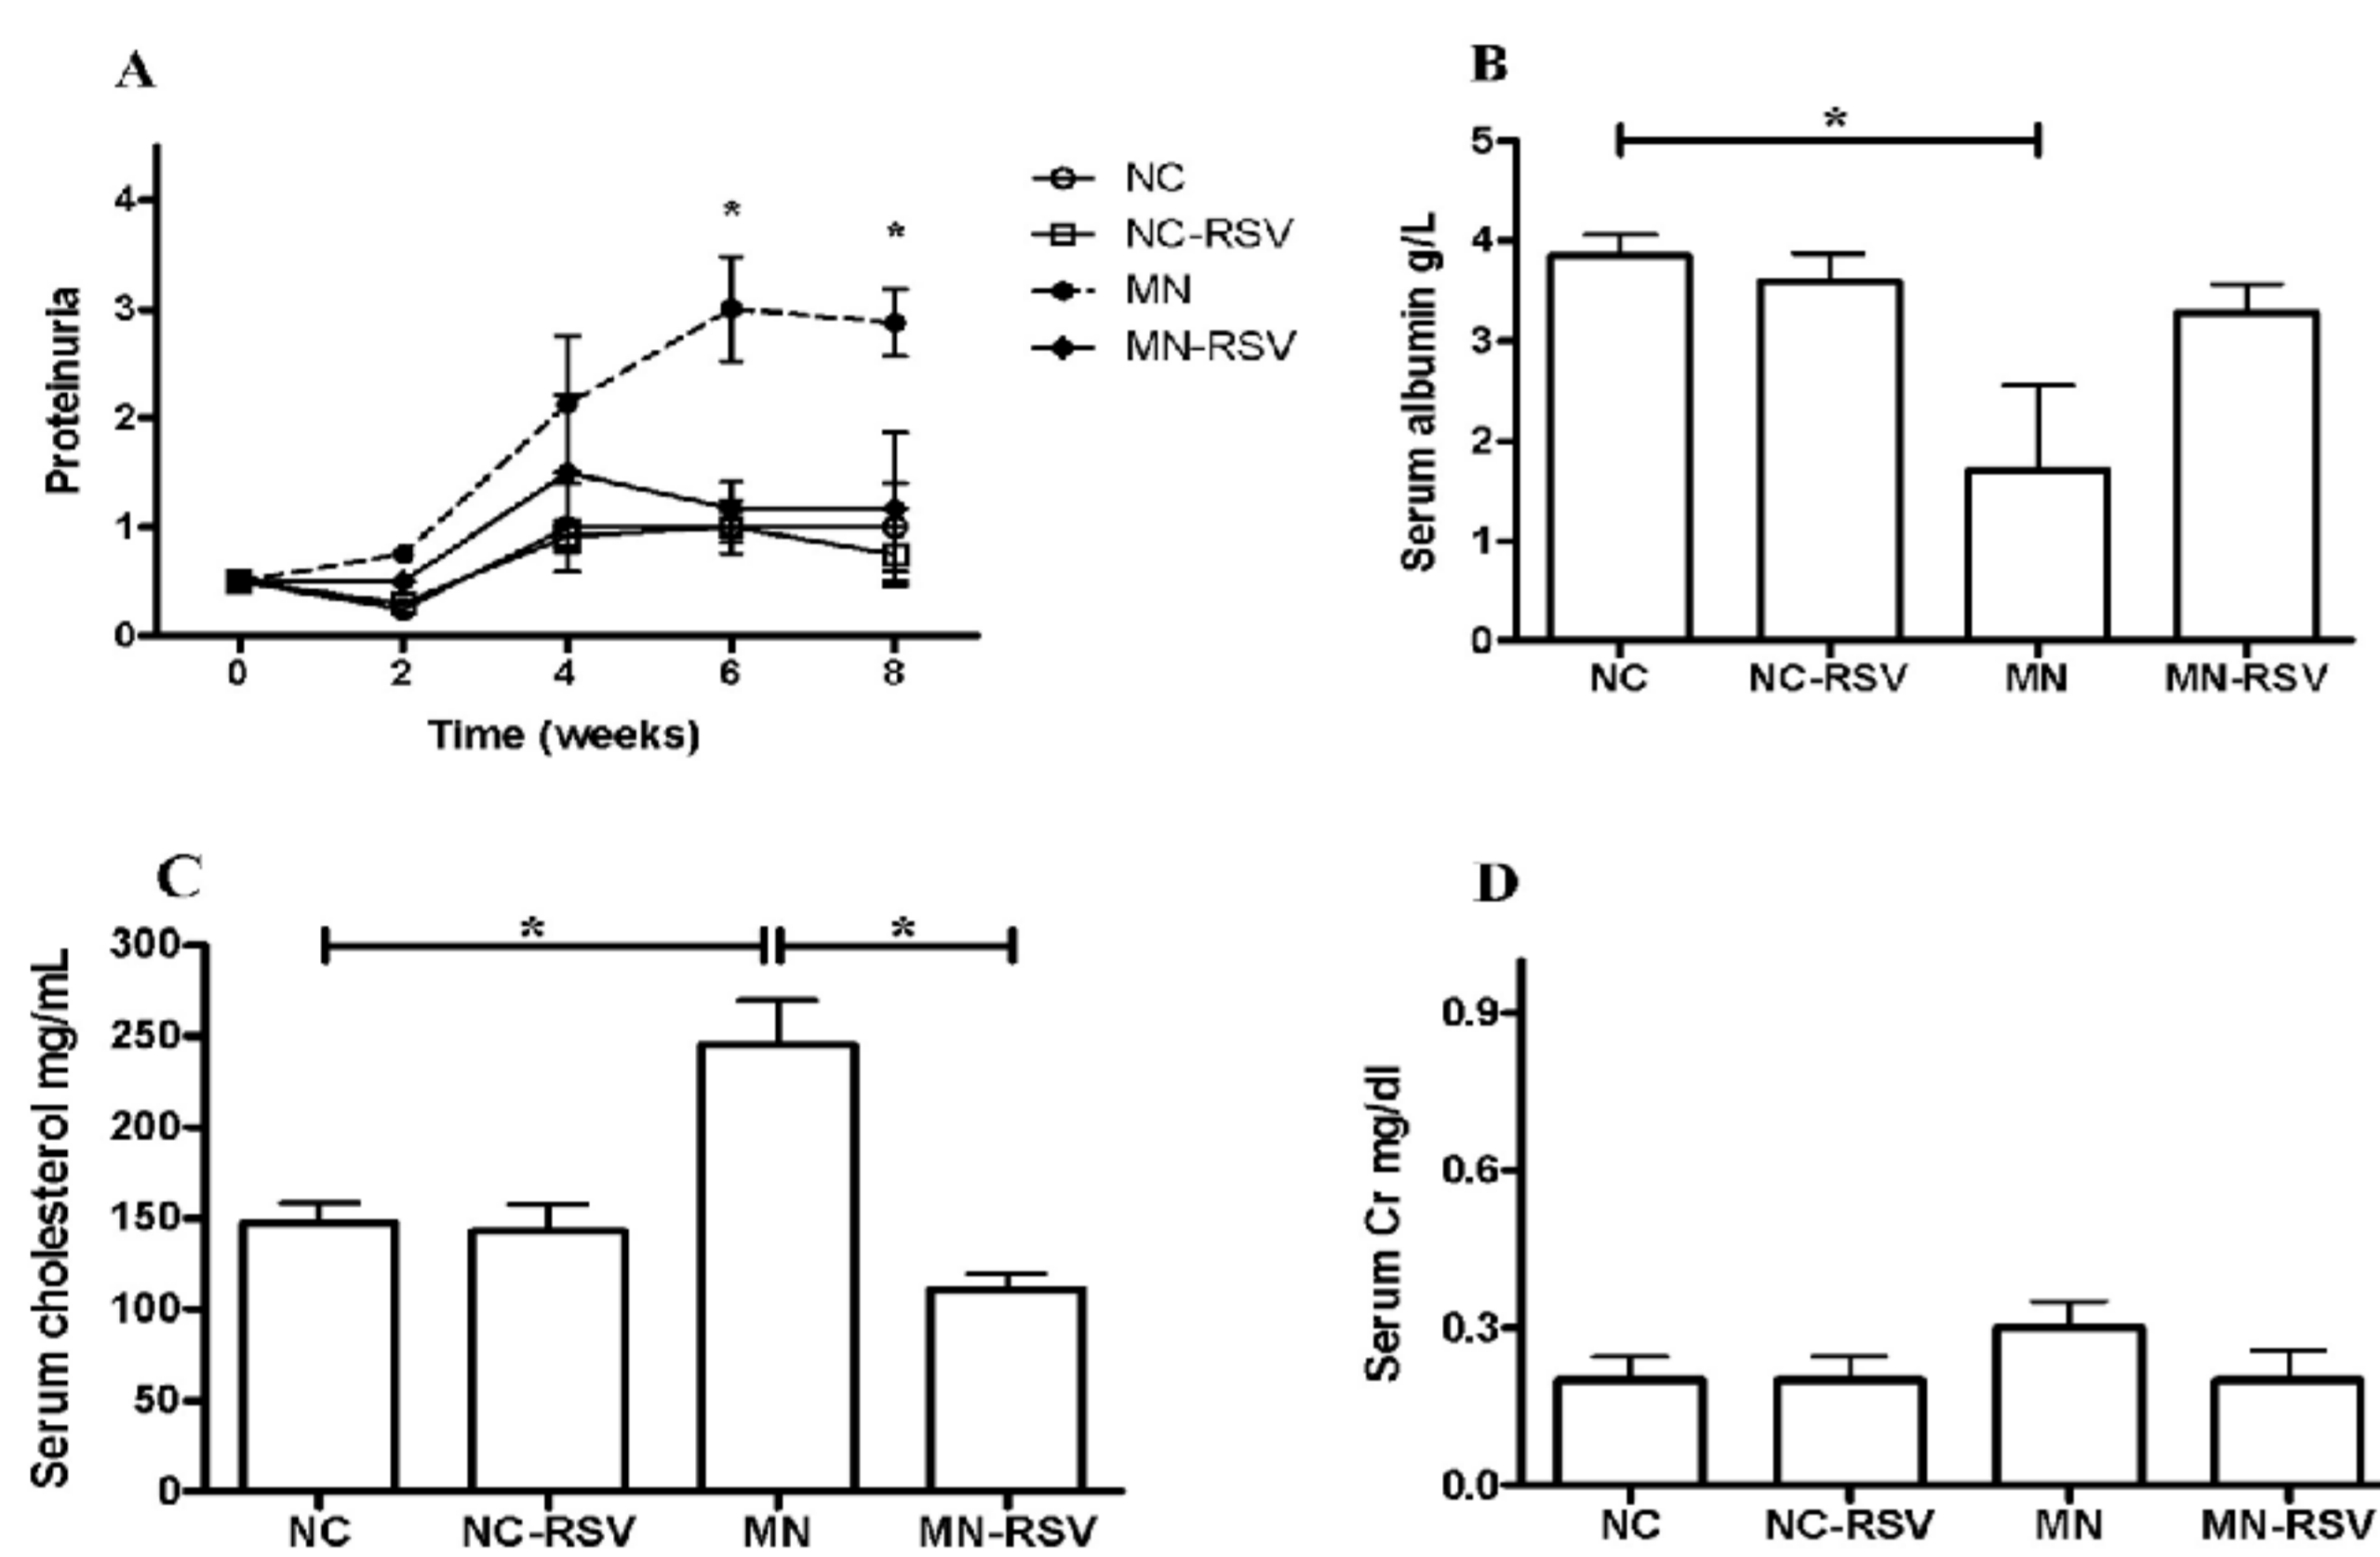 A
Proteinuria
4
3
2
1
0
0 2 4 6 8
Time (weeks)
* *
NC
NC-RSV
MN
MN-RSV
B
*
Serum albumin g/L
5
4
3
2
1
0
NC NC-RSV MN MN-RSV
C
* *
Serum cholesterol mg/mL
300
250
200
150
100
50
0
NC NC-RSV MN MN-RSV
D
Serum Cr mg/dl
0.9
0.6
0.3
0.0
NC NC-RSV MN MN-RSV